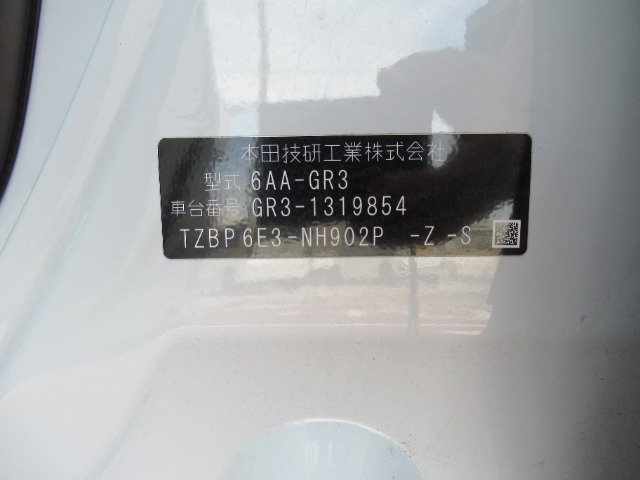 本田技研工業株式会社
型式 6AA-GR3
車台番号 GR3-1319854
TZBP6E3-NH902P -Z -S